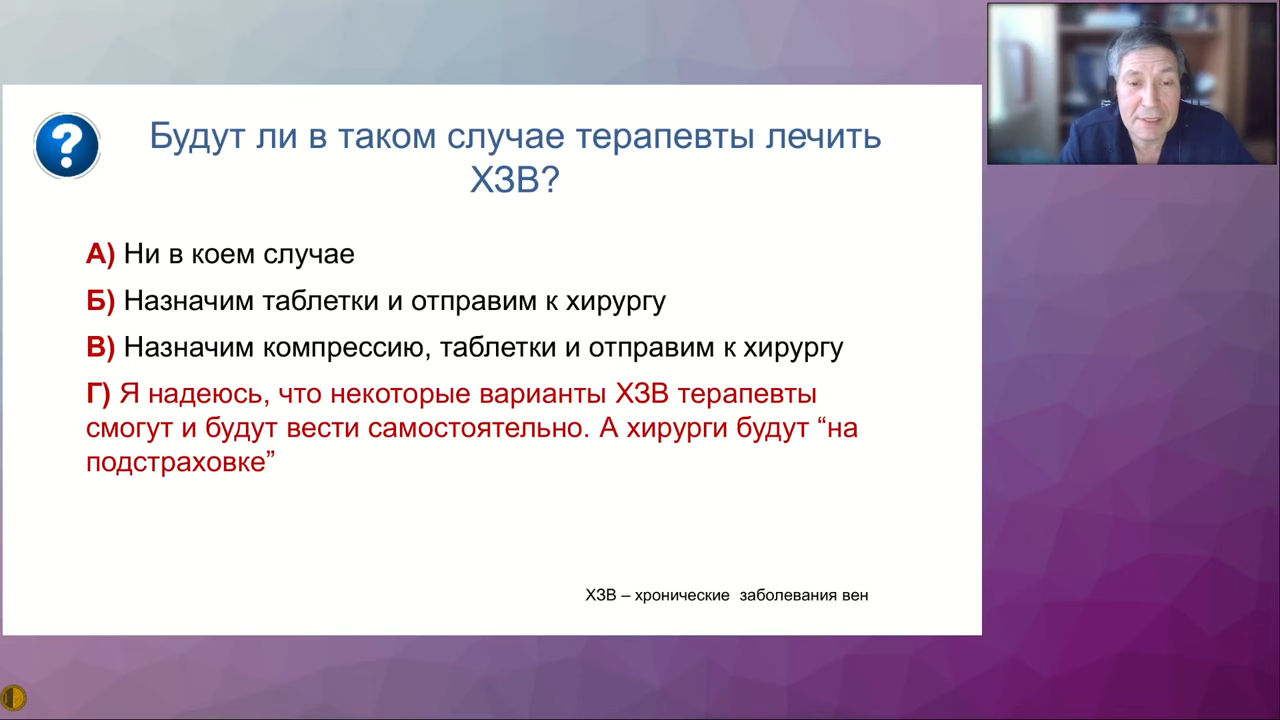 ?
Будут ли в таком случае терапевты лечить
ХЗВ?
А) Ни в коем случае
Б) Назначим таблетки и отправим к хирургу
В) Назначим компрессию, таблетки и отправим к хирургу
Г) Я надеюсь, что некоторые варианты ХЗВ терапевты
смогут и будут вести самостоятельно. А хирурги будут “на
подстраховке”
ХЗВ – хронические заболевания вен